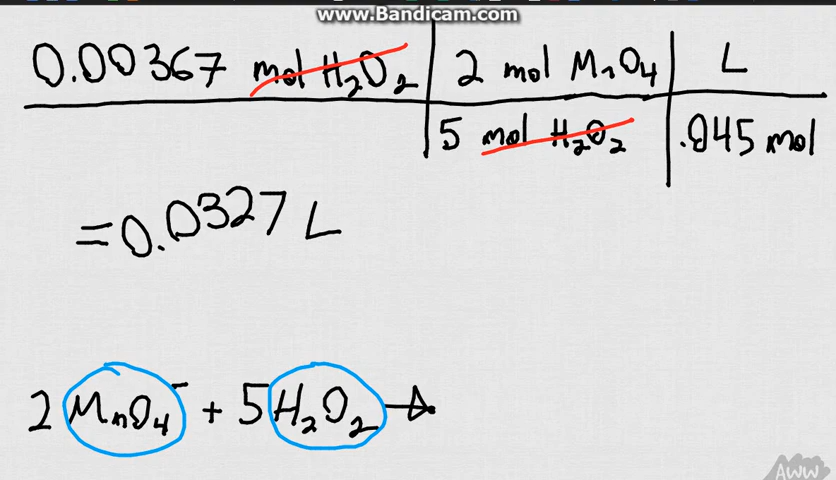 www.Bandicam.com
0.00367 mol H₂O₂ 2 mol MnO4 L
5 mol H₂O₂ .045 mol
=0.0327 L
2 MnO4⁻ + 5 H₂O₂ →
AWW